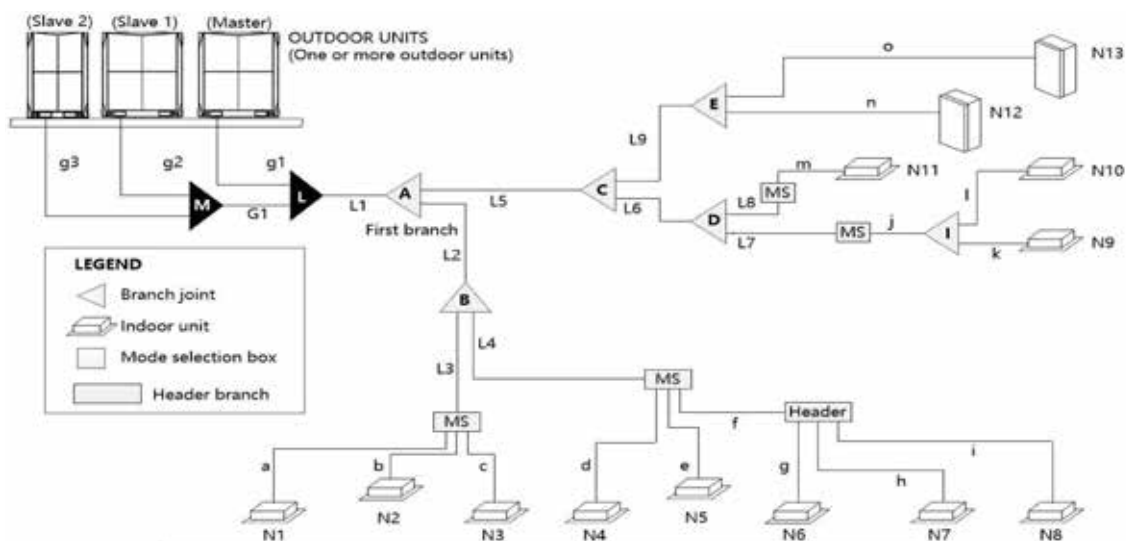 (Slave 2) (Slave 1) (Master)
OUTDOOR UNITS
(One or more outdoor units)
g3
g2
g1
M
G1
L
L1
A
First branch
L5
C
L9
E
o
N13
n
N12
L6
D
L8
MS
m
N11
L7
MS
j
I
l
N10
k
N9
L2
B
L3
L4
MS
a
b
c
N1
N2
N3
MS
d
e
f
Header
g
h
i
N4
N5
N6
N7
N8
LEGEND
Branch joint
Indoor unit
Mode selection box
Header branch